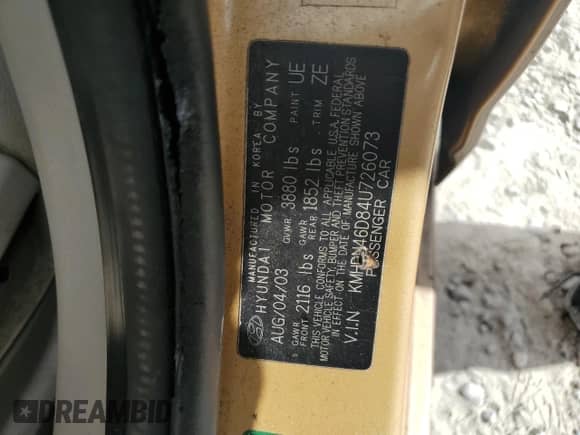 MANUFACTURED IN KOREA BY
HYUNDAI MOTOR COMPANY
AUG/04/03 GVWR 3880 lbs PAINT UE
GAWR FRONT 2116 lbs GAWR REAR 1852 lbs TRIM ZE
THIS VEHICLE CONFORMS TO ALL APPLICABLE U.S.A. FEDERAL
MOTOR VEHICLE SAFETY, BUMPER AND THEFT PREVENTION STANDARDS
IN EFFECT ON THE DATE OF MANUFACTURE SHOWN ABOVE
V.I.N KMHDN46D84U726073
PASSENGER CAR
DREAMBID